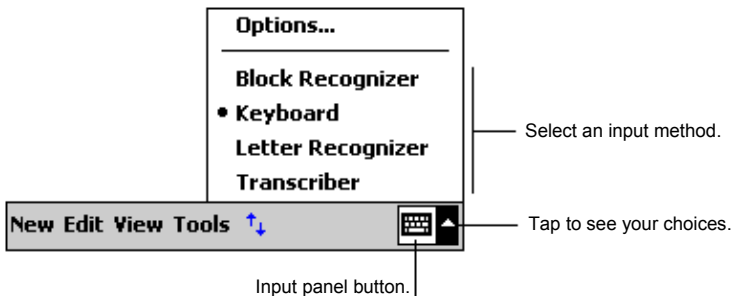 Options...
Block Recognizer
• Keyboard
Letter Recognizer
Select an input method.
Transcriber
New Edit View Tools
Tap to see your choices.
Input panel button.